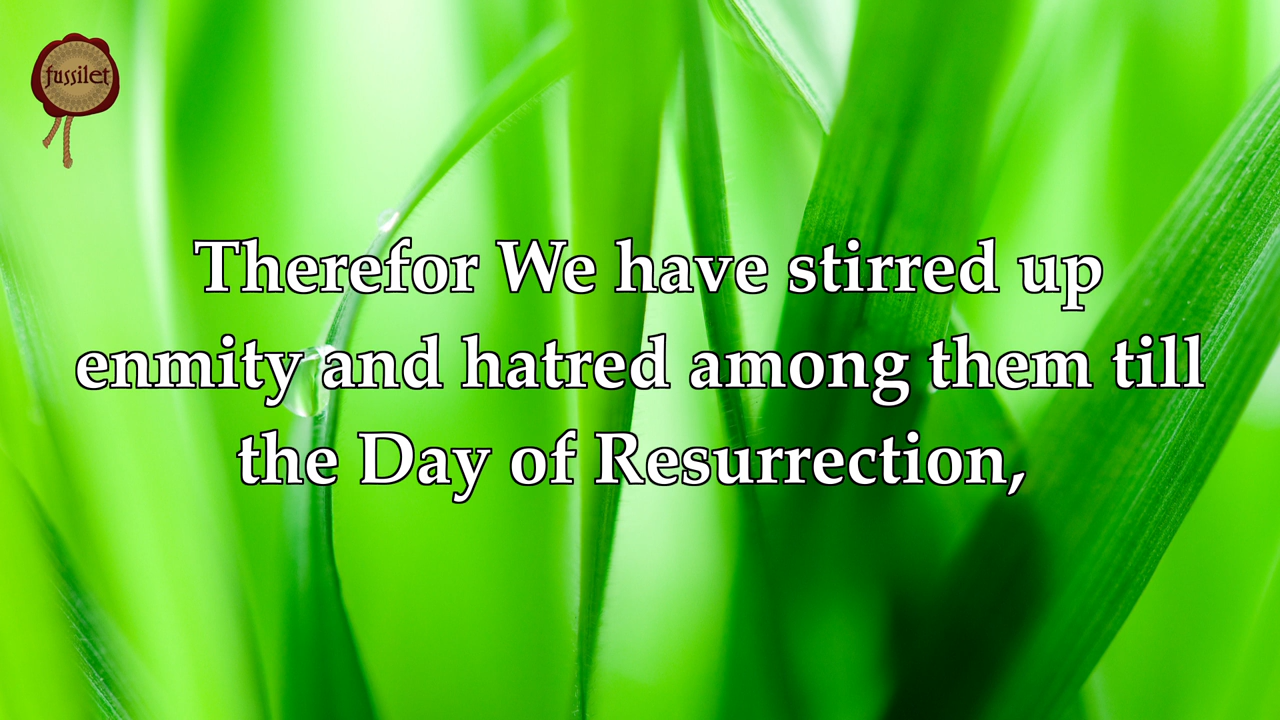 fussilet
Therefor We have stirred up
enmity and hatred among them till
the Day of Resurrection,